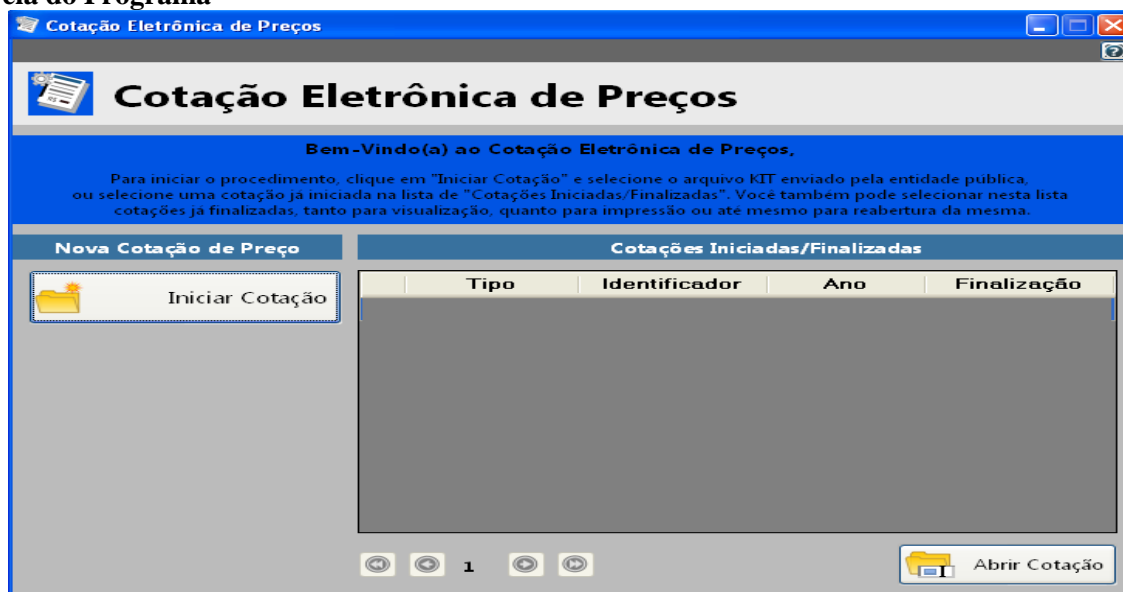 do Programa
Cotação Eletrônica de Preços
Cotação Eletrônica de Preços
Bem-Vindo(a) ao Cotação Eletrônica de Preços,
Para iniciar o procedimento, clique em "Iniciar Cotação" e selecione o arquivo KIT enviado pela entidade pública,
ou selecione uma cotação já iniciada na lista de "Cotações Iniciadas/Finalizadas". Você também pode selecionar nesta lista
cotações já finalizadas, tanto para visualização, quanto para impressão ou até mesmo para reabertura da mesma.
Nova Cotação de Preço
Cotações Iniciadas/Finalizadas
Iniciar Cotação
Tipo Identificador Ano Finalização
1
Abrir Cotação